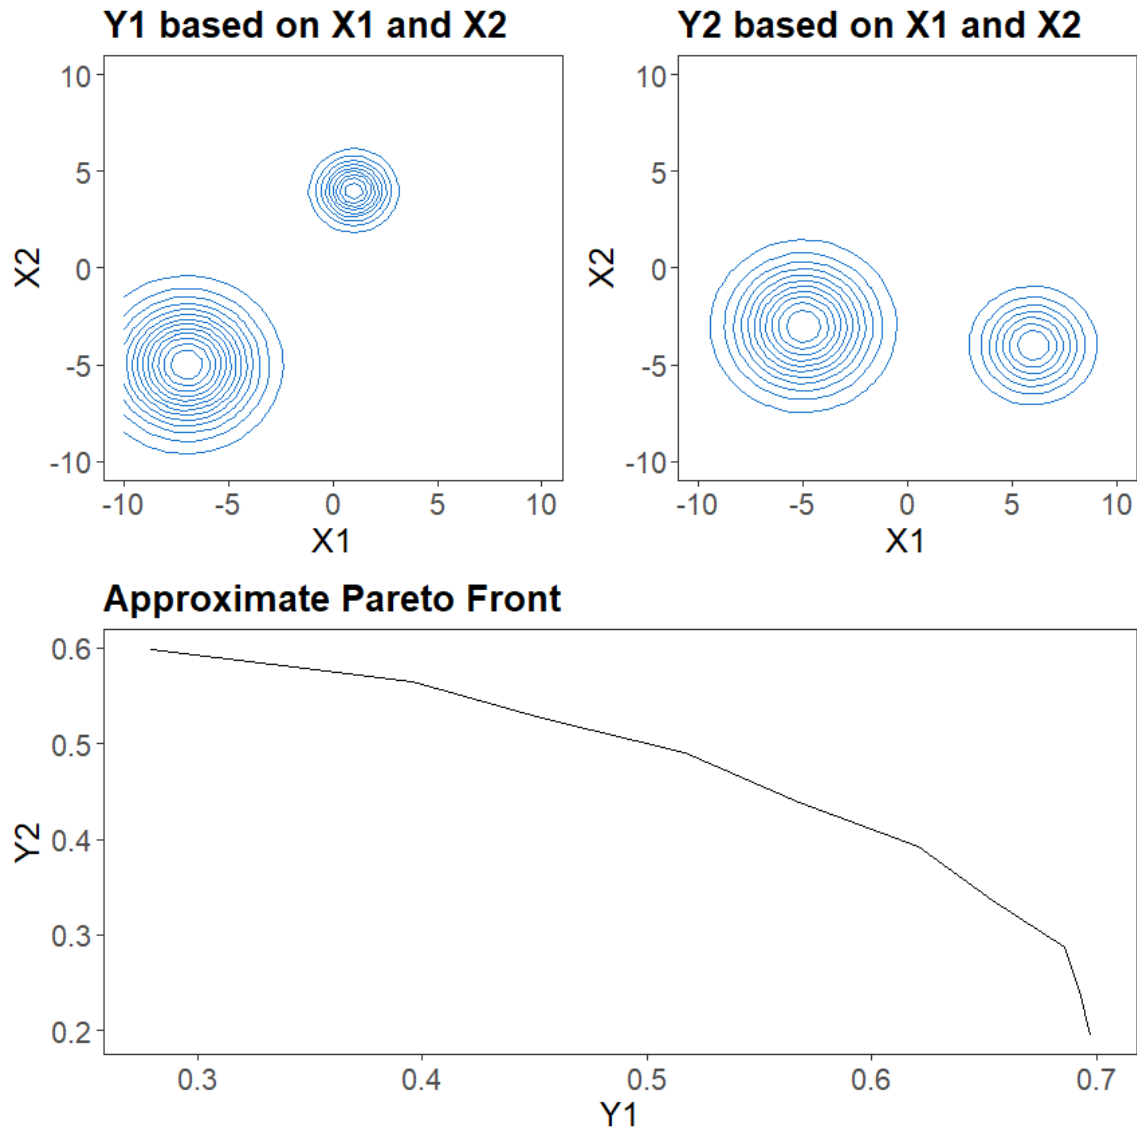 Y1 based on X1 and X2
10
5
0
-5
-10
X2
-10 -5 0 5 10
X1
Y2 based on X1 and X2
10
5
0
-5
-10
X2
-10 -5 0 5 10
X1
Approximate Pareto Front
0.6
0.5
0.4
0.3
0.2
Y2
0.3 0.4 0.5 0.6 0.7
Y1